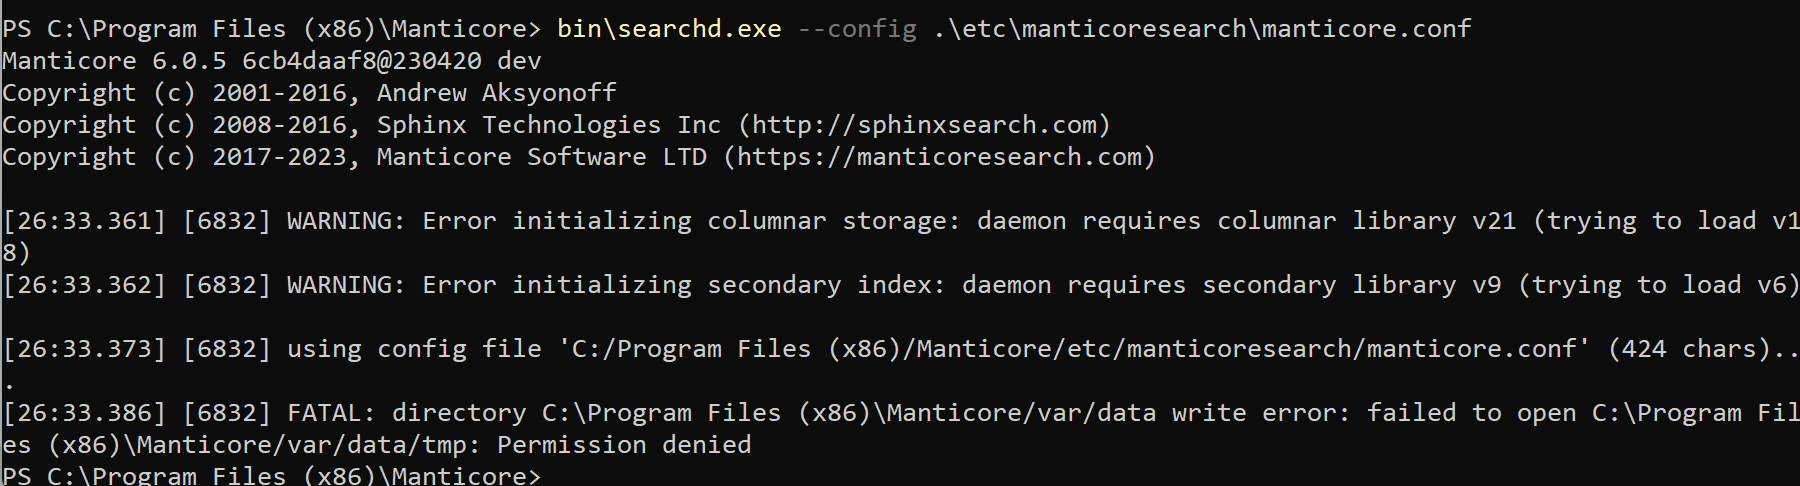 PS C:\Program Files (x86)\Manticore> bin\searchd.exe --config .\etc\manticoresearch\manticore.conf
Manticore 6.0.5 6cb4daaf8@230420 dev
Copyright (c) 2001-2016, Andrew Aksyonoff
Copyright (c) 2008-2016, Sphinx Technologies Inc (http://sphinxsearch.com)
Copyright (c) 2017-2023, Manticore Software LTD (https://manticoresearch.com)
[26:33.361] [6832] WARNING: Error initializing columnar storage: daemon requires columnar library v21 (trying to load v1
8)
[26:33.362] [6832] WARNING: Error initializing secondary index: daemon requires secondary library v9 (trying to load v6)
[26:33.373] [6832] using config file 'C:/Program Files (x86)/Manticore/etc/manticoresearch/manticore.conf' (424 chars)..
.
[26:33.386] [6832] FATAL: directory C:\Program Files (x86)\Manticore/var/data write error: failed to open C:\Program Fil
es (x86)\Manticore/var/data/tmp: Permission denied
PS C:\Program Files (x86)\Manticore>